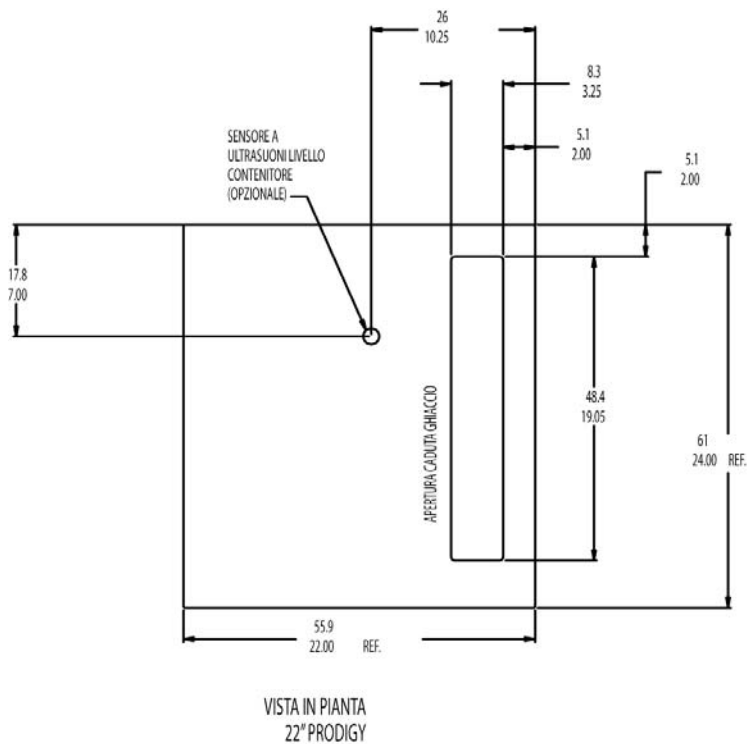 26
10.25
8.3
3.25
5.1
2.00
5.1
2.00
SENSORE A
ULTRASUONI LIVELLO
CONTENITORE
(OPZIONALE)
17.8
7.00
APERTURA CADUTA GHIACCIO
48.4
19.05
61
24.00 REF.
55.9
22.00 REF.
VISTA IN PIANTA
22" PRODIGY